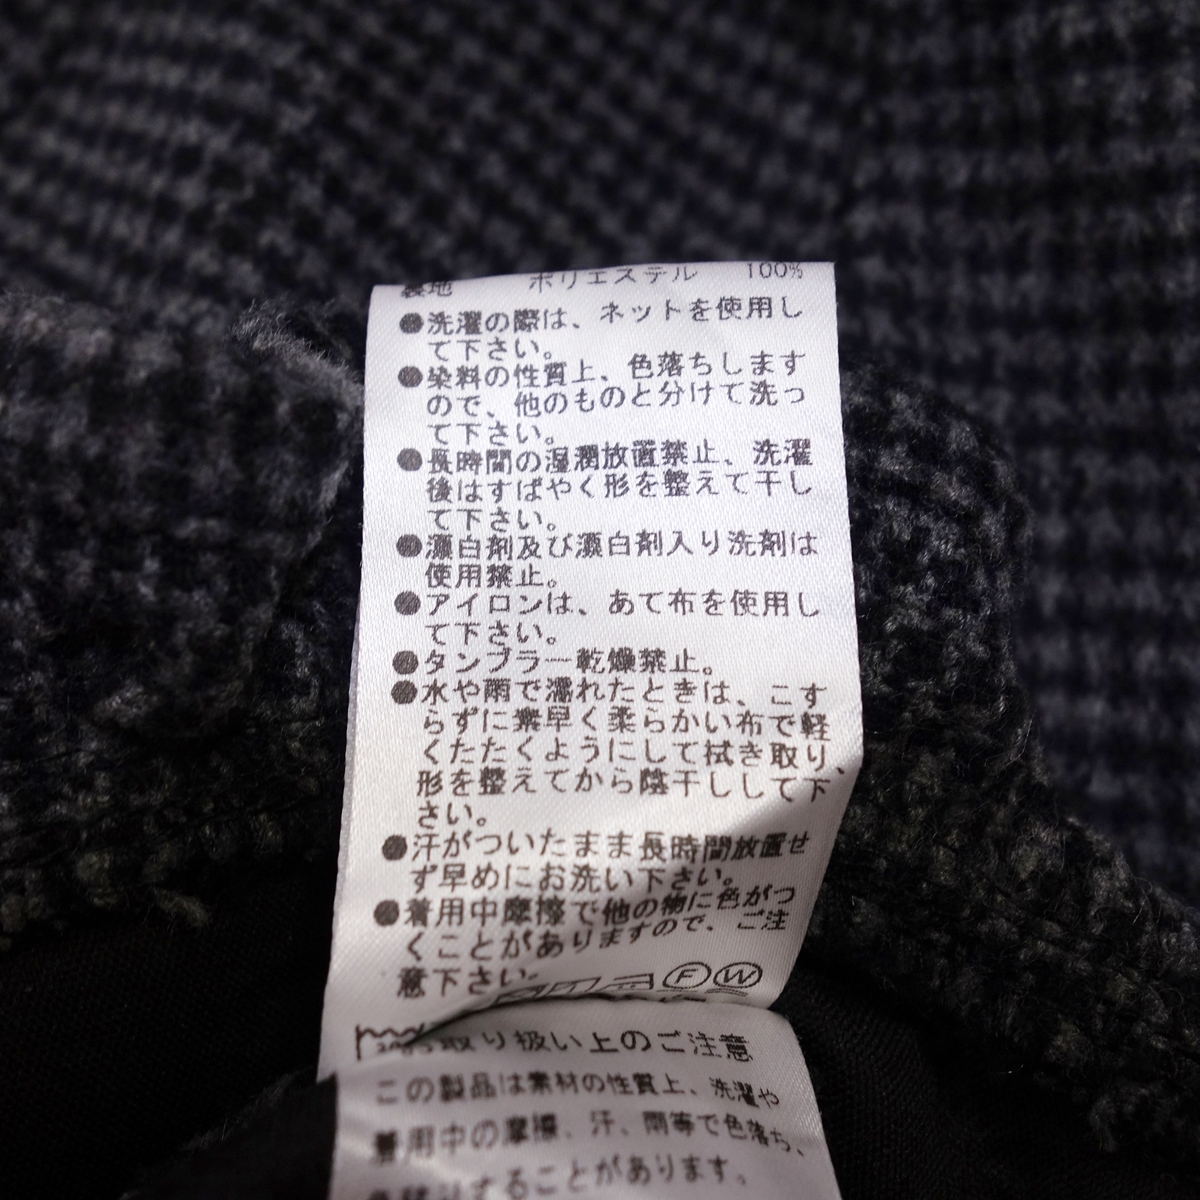 裏地 ポリエステル 100%
●洗濯の際は、ネットを使用し
て下さい。
●染料の性質上、色落ちします
ので、他のものと分けて洗っ
て下さい。
●長時間の湿潤放置禁止、洗濯
後はすばやく形を整えて干し
て下さい。
●漂白剤及び漂白剤入り洗剤は
使用禁止。
●アイロンは、あて布を使用し
て下さい。
●タンブラー乾燥禁止。
●水や雨で濡れたときは、こす
らずに素早く柔らかい布で軽
くたたくようにして拭き取り、
形を整えてから陰干しして下
さい。
●汗がついたまま長時間放置せ
ず早めにお洗い下さい。
●着用中摩擦で他の物に色がつ
くことがありますので、ご注
意下さい。
F W
取り扱い上のご注意
この製品は素材の性質上、洗濯や
着用中の摩擦、汗、雨等で色落ち、
することがあります。